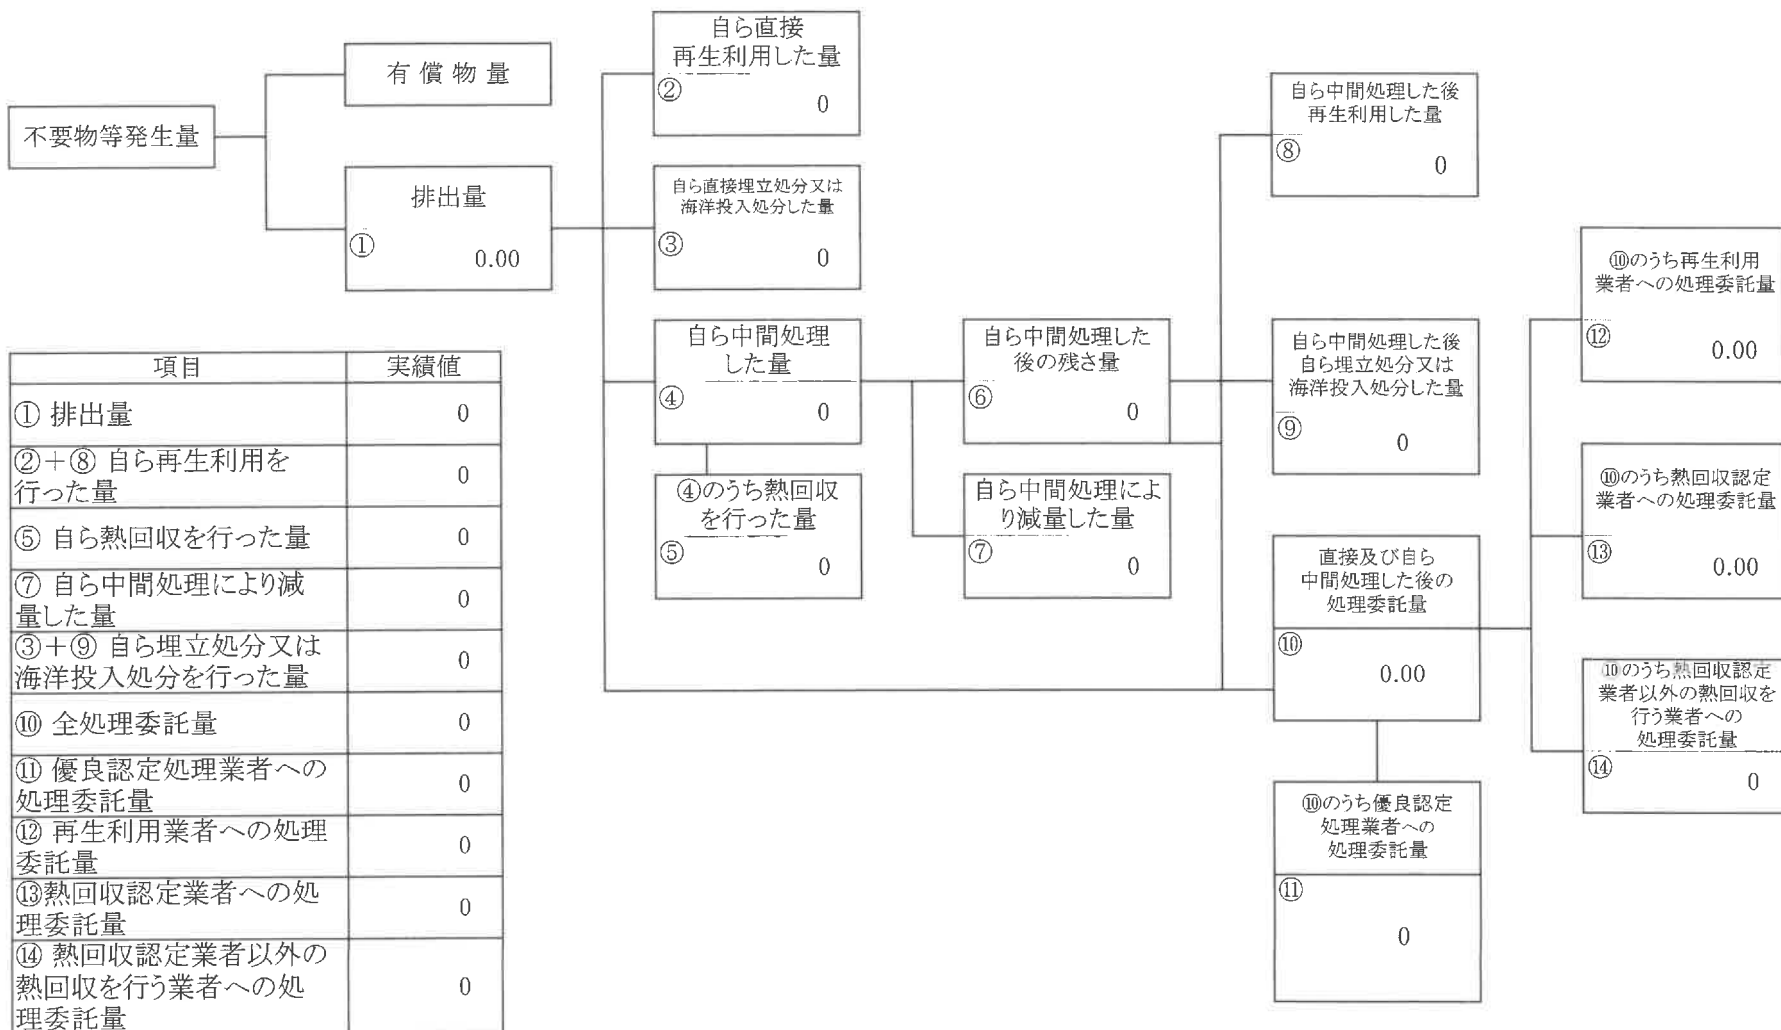 不要物等発生量
有償物量
排出量
①
0.00
自ら直接
再生利用した量
②
0
自ら直接埋立処分又は
海洋投入処分した量
③
0
自ら中間処理
した量
④
0
④のうち熱回収
を行った量
⑤
0
自ら中間処理した
後の残さ量
⑥
0
自ら中間処理によ
り減量した量
⑦
0
自ら中間処理した後
再生利用した量
⑧
0
自ら中間処理した後
自ら埋立処分又は
海洋投入処分した量
⑨
0
直接及び自ら
中間処理した後の
処理委託量
⑩
0.00
⑩のうち優良認定
処理業者への
処理委託量
⑪
0
⑩のうち再生利用
業者への処理委託量
⑫
0.00
⑩のうち熱回収認定
業者への処理委託量
⑬
0.00
⑩のうち熱回収認定
業者以外の熱回収を
行う業者への
処理委託量
⑭
0
項目 実績値
① 排出量 0
②+⑧ 自ら再生利用を
行った量 0
⑤ 自ら熱回収を行った量 0
⑦ 自ら中間処理により減
量した量 0
③+⑨ 自ら埋立処分又は
海洋投入処分を行った量 0
⑩ 全処理委託量 0
⑪ 優良認定処理業者への
処理委託量 0
⑫ 再生利用業者への処理
委託量 0
⑬熱回収認定業者への処
理委託量 0
⑭ 熱回収認定業者以外の
熱回収を行う業者への処
理委託量 0